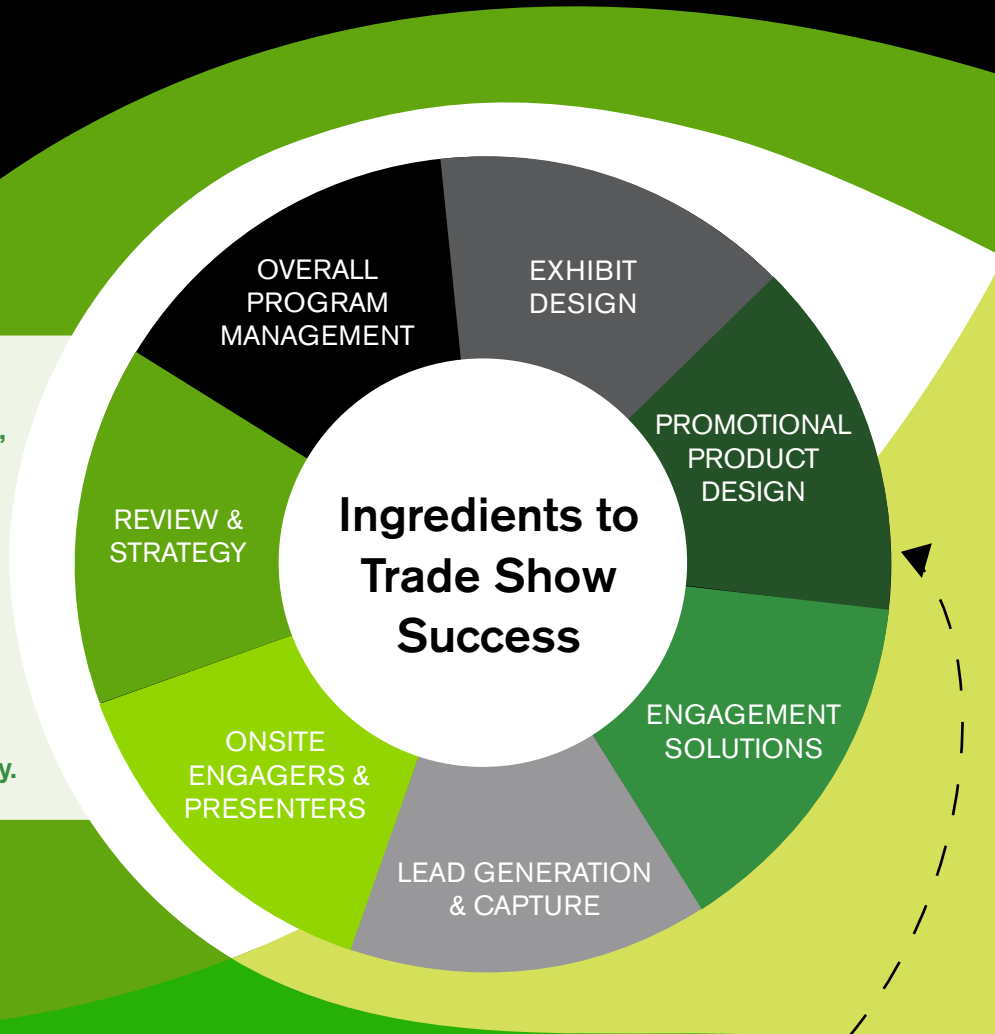 OVERALL
PROGRAM
MANAGEMENT
EXHIBIT
DESIGN
PROMOTIONAL
PRODUCT
DESIGN
REVIEW &
STRATEGY
Ingredients to
Trade Show
Success
ENGAGEMENT
SOLUTIONS
ONSITE
ENGAGERS &
PRESENTERS
LEAD GENERATION
& CAPTURE